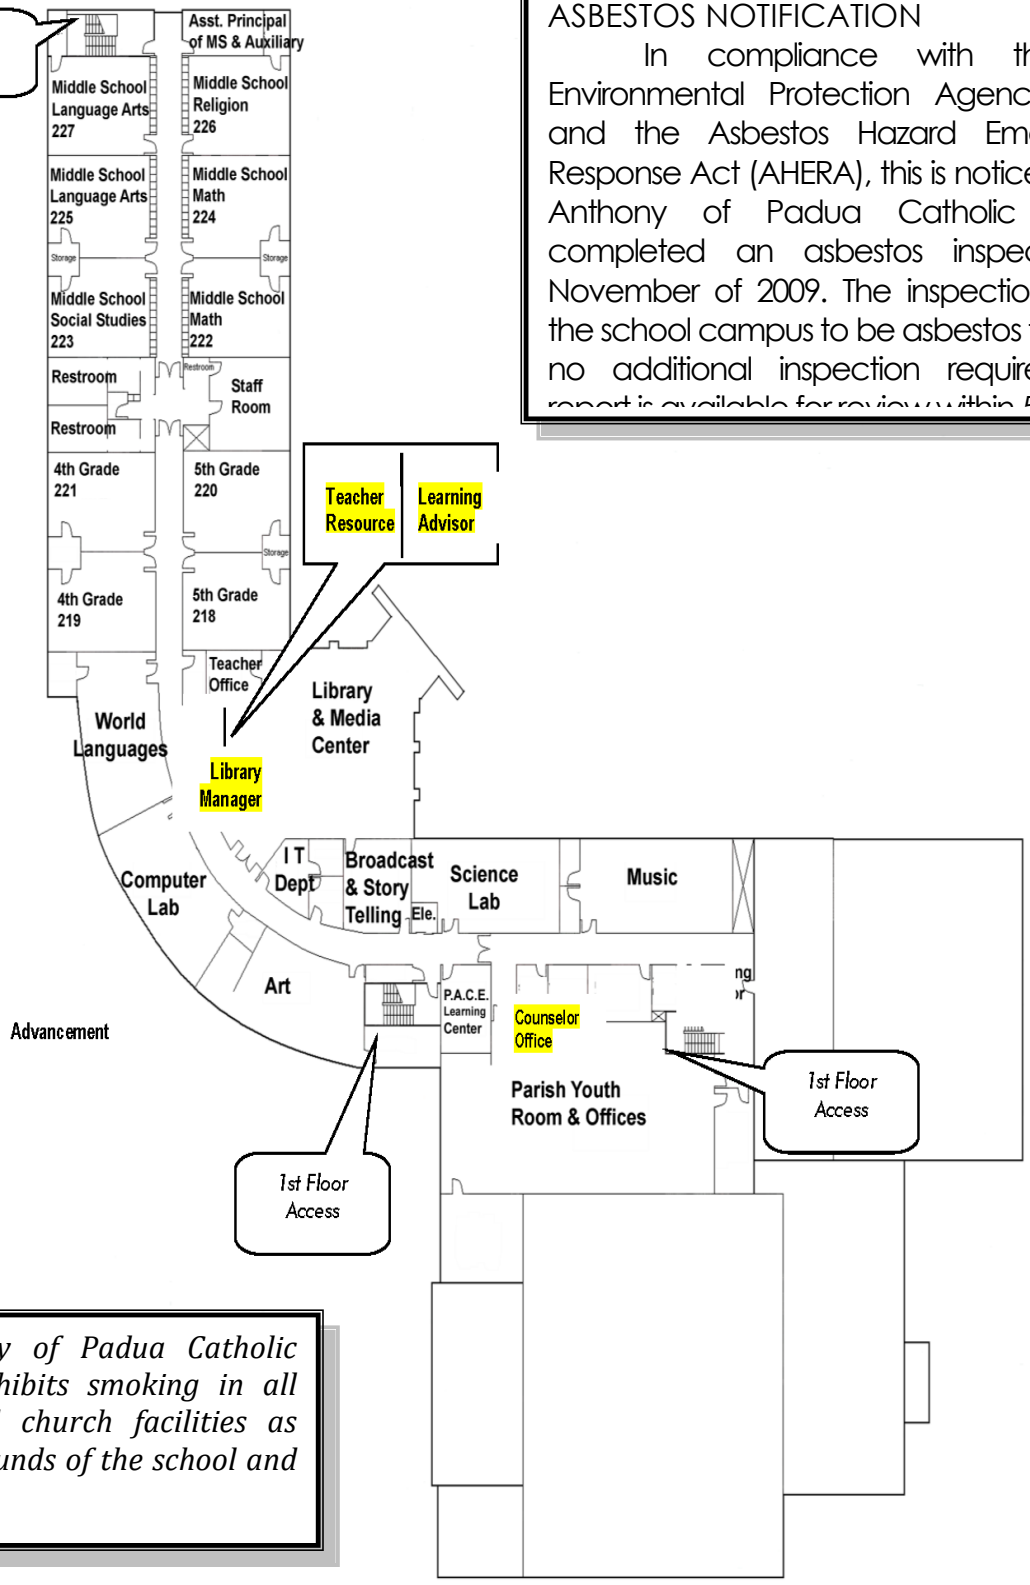 ASBESTOS NOTIFICATION
In compliance with
Environmental Protection
and the Asbestos Hazard
Response Act (AHERA), this is
Anthony of Padua Catholic
completed an asbestos
November of 2009. The
the school campus to be asbestos
no additional inspection
report is available for review within
Asst. Principal
of MS & Auxiliary
Middle School
Language Arts
227
Middle School
Religion
226
Middle School
Language Arts
225
Middle School
Math
224
Storage
Storage
Middle School
Social Studies
223
Middle School
Math
222
Restroom
Restroom
Staff
Room
Restroom
4th Grade
221
5th Grade
220
Storage
4th Grade
219
5th Grade
218
Teacher
Resource
Learning
Advisor
Teacher
Office
World
Languages
Library
& Media
Center
Library
Manager
Computer
Lab
I T
Dept
Broadcast
& Story
Telling
Ele.
Science
Lab
Music
Art
P.A.C.E.
Learning
Center
Counselor
Office
Advancement
Parish Youth
Room & Offices
1st Floor
Access
1st Floor
Access
of Padua Catholic
smoking in all
church facilities as
of the school and